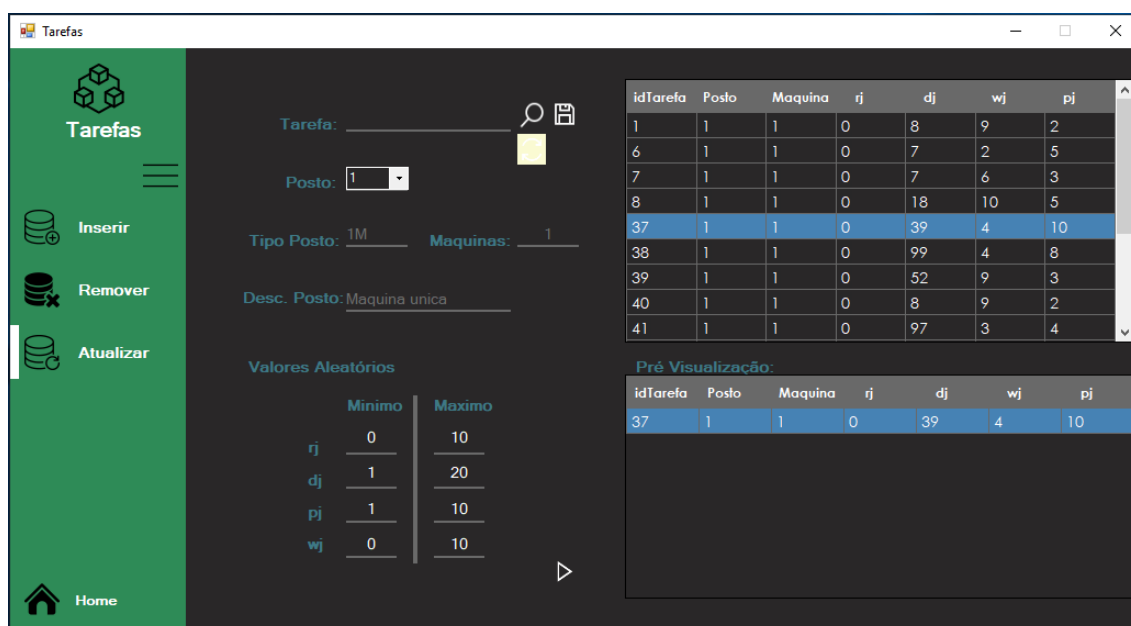 Tarefas
Tarefas
Inserir
Remover
Atualizar
Home
Tarefa:
Posto: 1
Tipo Posto: 1M Maquinas: 1
Desc. Posto: Maquina unica
Valores Aleatórios
Minimo Maximo
rj 0 10
dj 1 20
pj 1 10
wj 0 10
idTarefa Posto Maquina rj dj wj pj
1 1 1 0 8 9 2
6 1 1 0 7 2 5
7 1 1 0 7 6 3
8 1 1 0 18 10 5
37 1 1 0 39 4 10
38 1 1 0 99 4 8
39 1 1 0 52 9 3
40 1 1 0 8 9 2
41 1 1 0 97 3 4
Pré Visualização:
idTarefa Posto Maquina rj dj wj pj
37 1 1 0 39 4 10